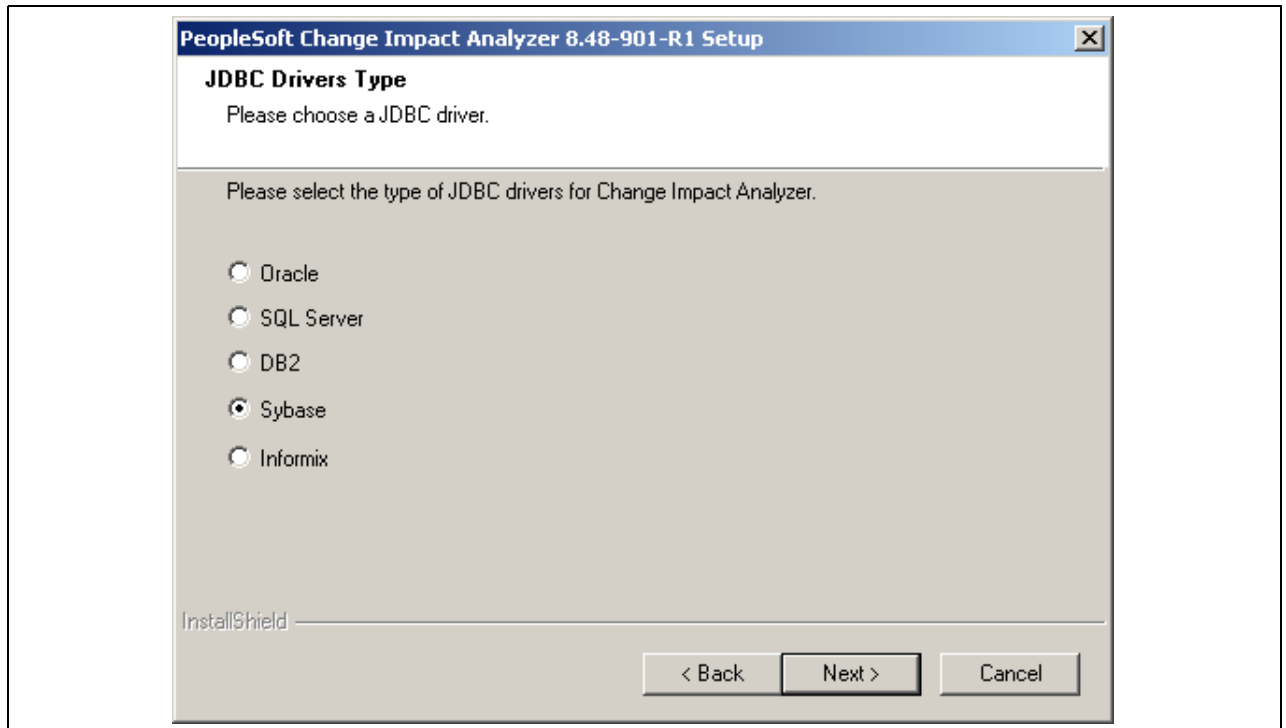 PeopleSoft Change Impact Analyzer 8.48-901-R1 Setup
JDBC Drivers Type
Please choose a JDBC driver.
Please select the type of JDBC drivers for Change Impact Analyzer.
Oracle
SQL Server
DB2
Sybase
Informix
InstallShield
< Back Next > Cancel